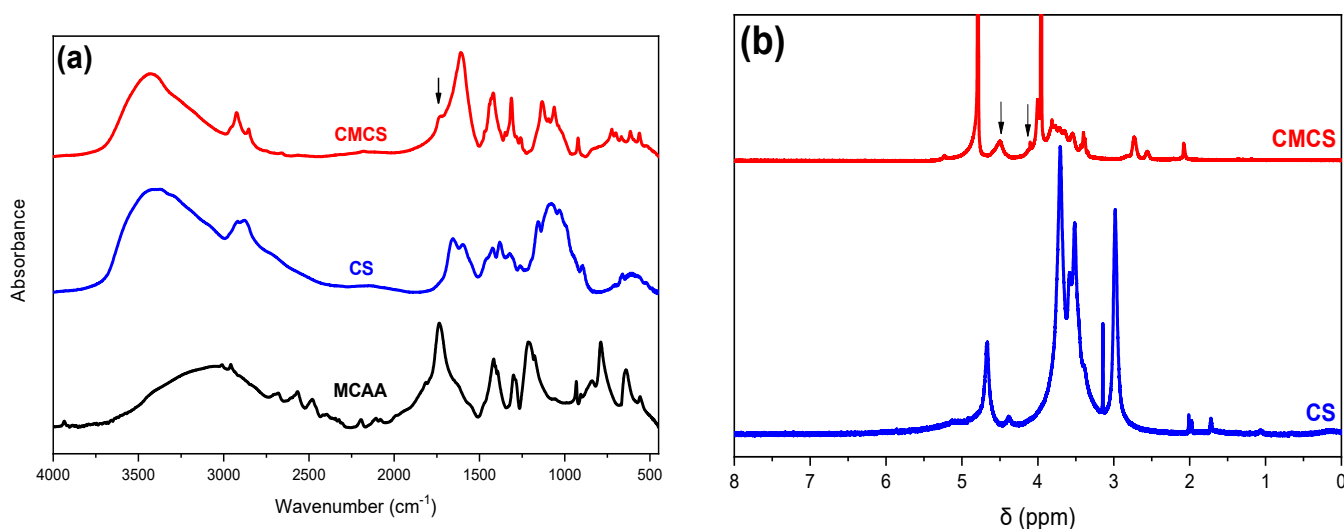 (a)
CMCS
CS
MCAA
Absorbance
4000 3500 3000 2500 2000 1500 1000 500
Wavenumber (cm⁻¹)
(b)
CMCS
CS
8 7 6 5 4 3 2 1 0
δ (ppm)